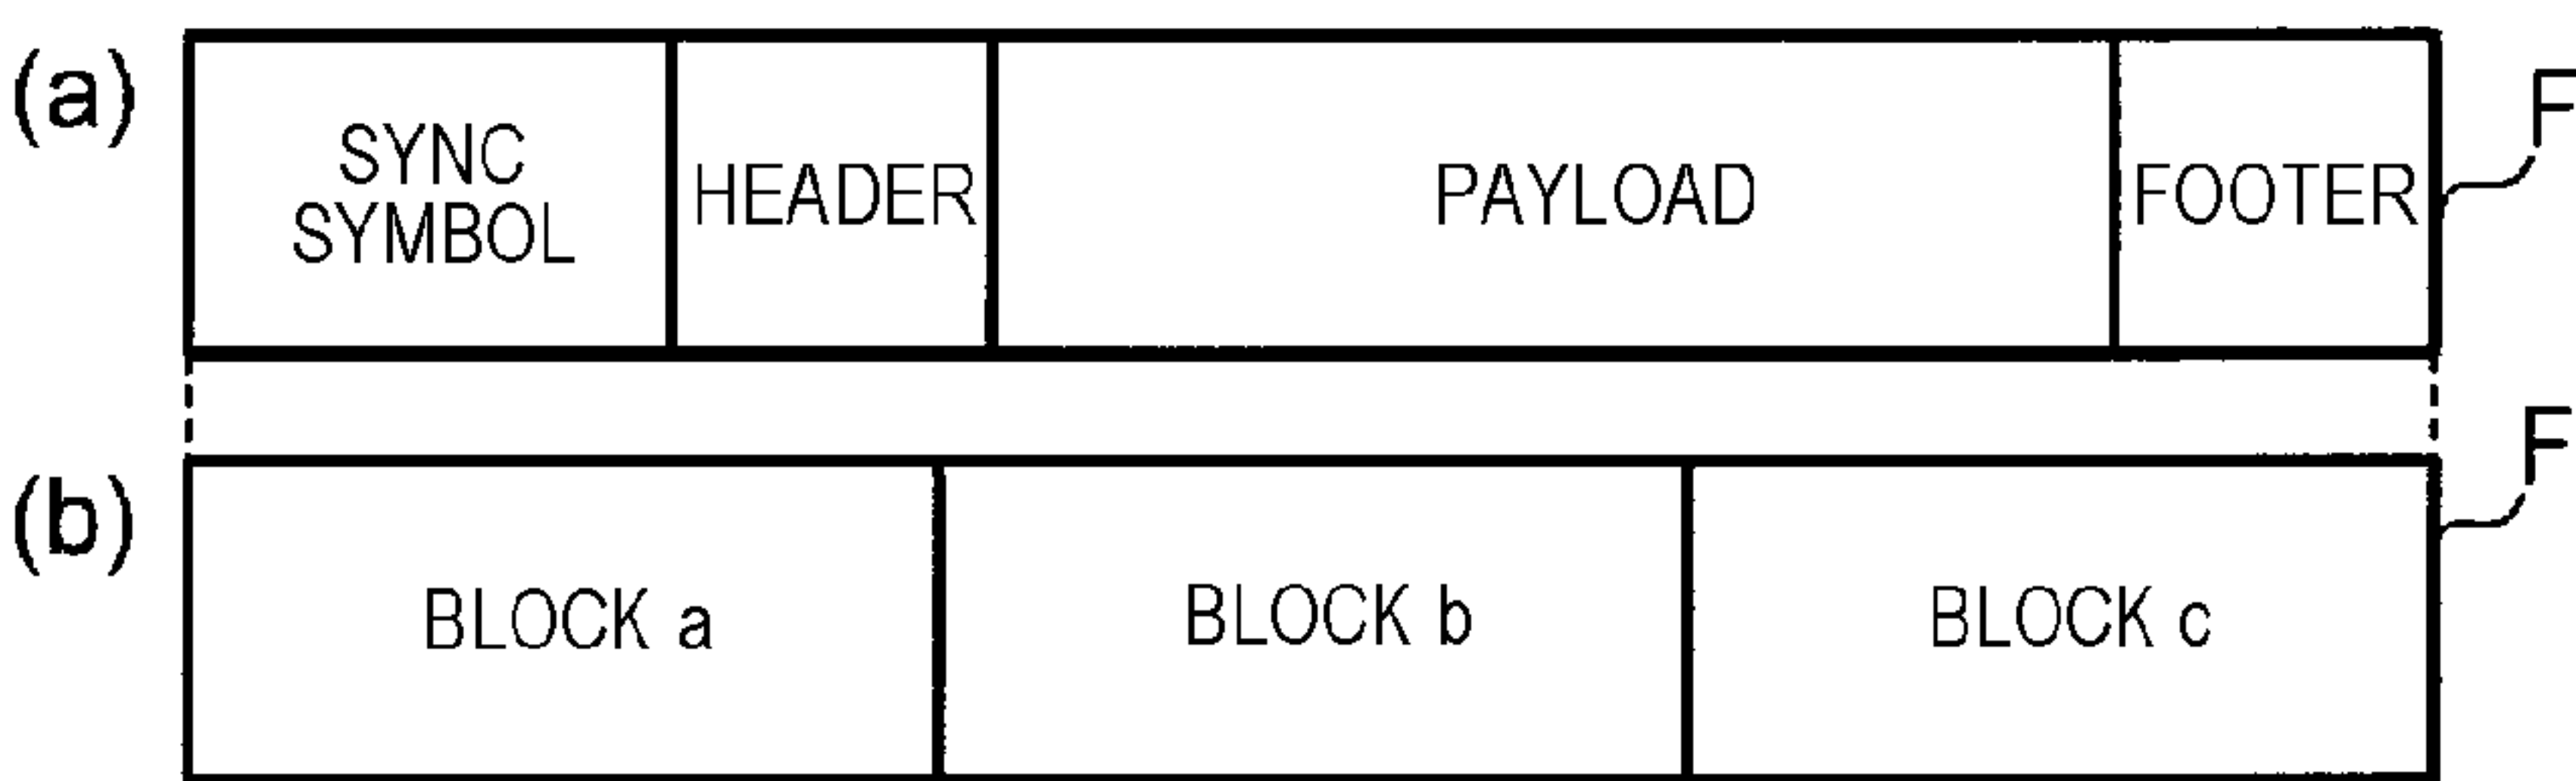 (a)
SYNC
SYMBOL
HEADER
PAYLOAD
FOOTER
F
(b)
BLOCK a
BLOCK b
BLOCK c
F